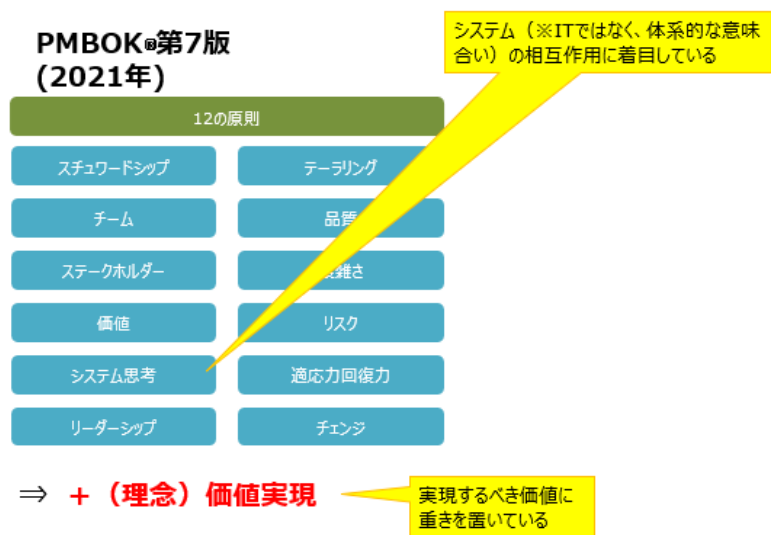 PMBOK®第7版
(2021年)
システム（※ITではなく、体系的な意味
合い）の相互作用に着目している
12の原則
スチュワードシップ
テーラリング
チーム
品質
ステークホルダー
雑さ
価値
リスク
システム思考
適応力回復力
リーダーシップ
チェンジ
⇒ +（理念）価値実現
実現するべき価値に
重きを置いている